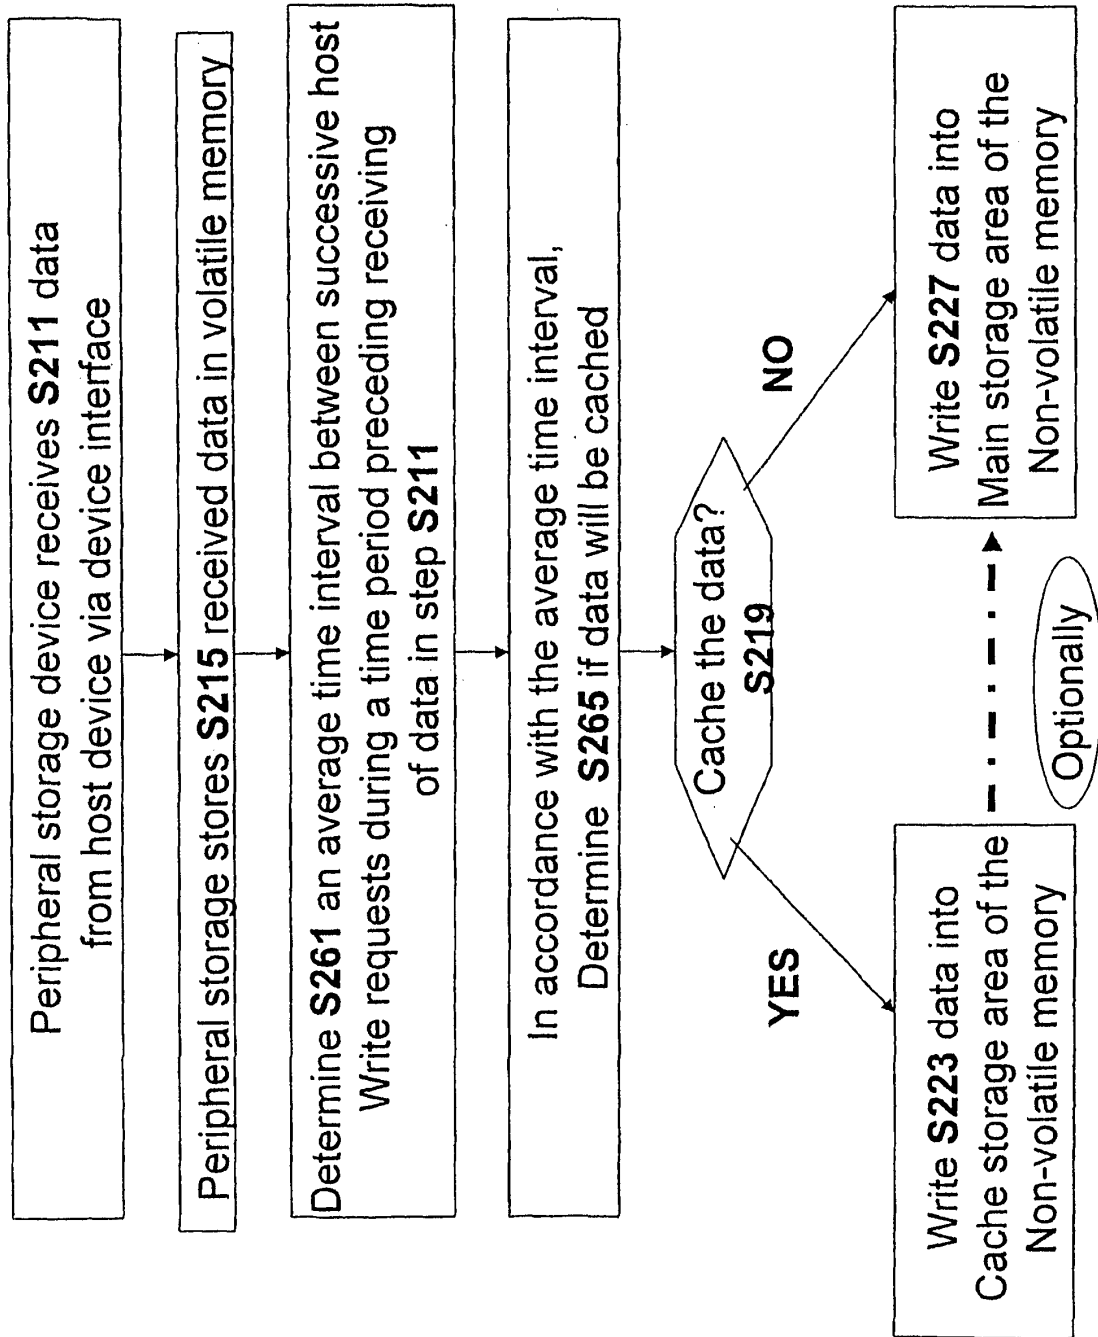 Peripheral storage device receives S211 data
from host device via device interface
Peripheral storage stores S215 received data in volatile memory
Determine S261 an average time interval between successive host
Write requests during a time period preceding receiving
of data in step S211
In accordance with the average time interval,
Determine S265 if data will be cached
Cache the data?
S219
YES
NO
Write S223 data into
Cache storage area of the
Non-volatile memory
Optionally
Write S227 data into
Main storage area of the
Non-volatile memory